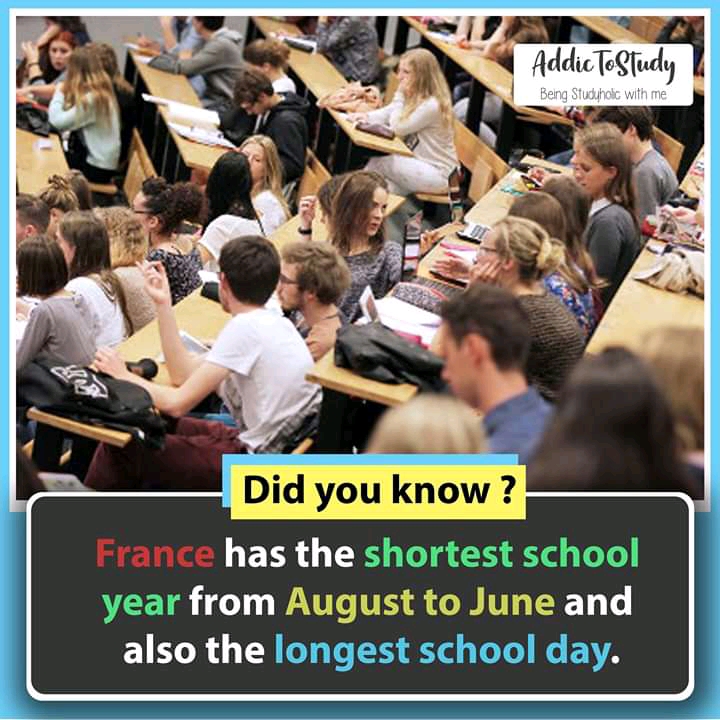 AddicToStudy
Being Studyholic with me
Did you know ?
France has the shortest school
year from August to June and
also the longest school day.